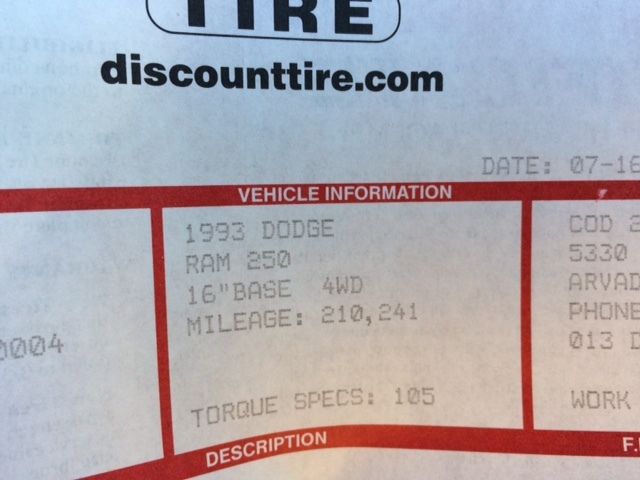 TIRE
discounttire.com
DATE: 07-16
VEHICLE INFORMATION
1993 DODGE
RAM 250
16"BASE 4WD
MILEAGE: 210,241
TORQUE SPECS: 105
0004
COD 2
5330
ARVAD
PHONE
013 D
WORK
DESCRIPTION
F.